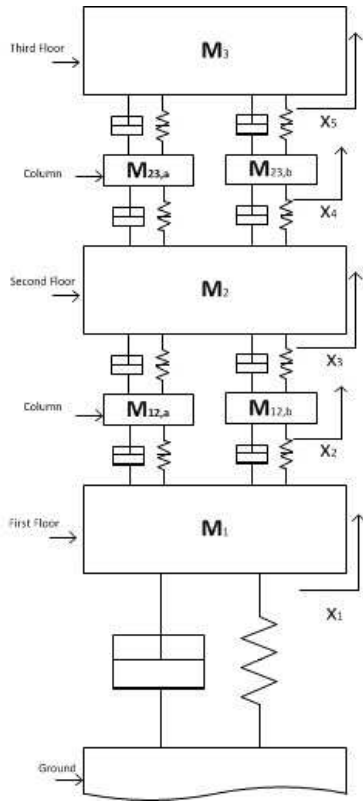 Third Floor
M3
X5
Column
M23,a
M23,b
X4
Second Floor
M2
X3
Column
M12,a
M12,b
X2
First Floor
M1
X1
Ground